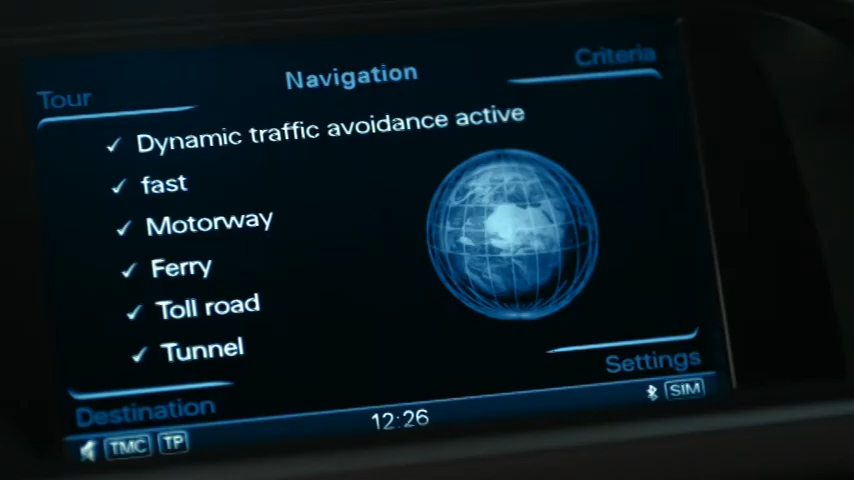 Tour
Navigation
Criteria
Dynamic traffic avoidance active
fast
Motorway
Ferry
Toll road
Tunnel
Destination
Settings
TMC TP
12:26
SIM